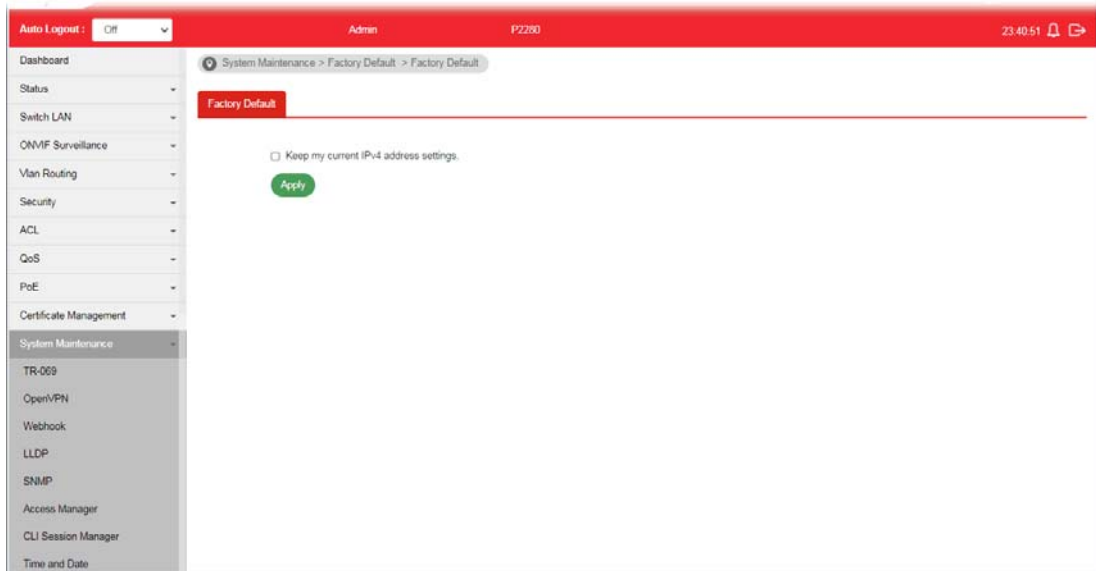 Auto Logout : Off Admin P2280 23:40:51
Dashboard
System Maintenance > Factory Default > Factory Default
Status
Factory Default
Switch LAN
ONVIF Surveillance
Keep my current IPv4 address settings.
Vlan Routing
Apply
Security
ACL
QoS
PoE
Certificate Management
System Maintenance
TR-069
OpenVPN
Webhook
LLDP
SNMP
Access Manager
CLI Session Manager
Time and Date